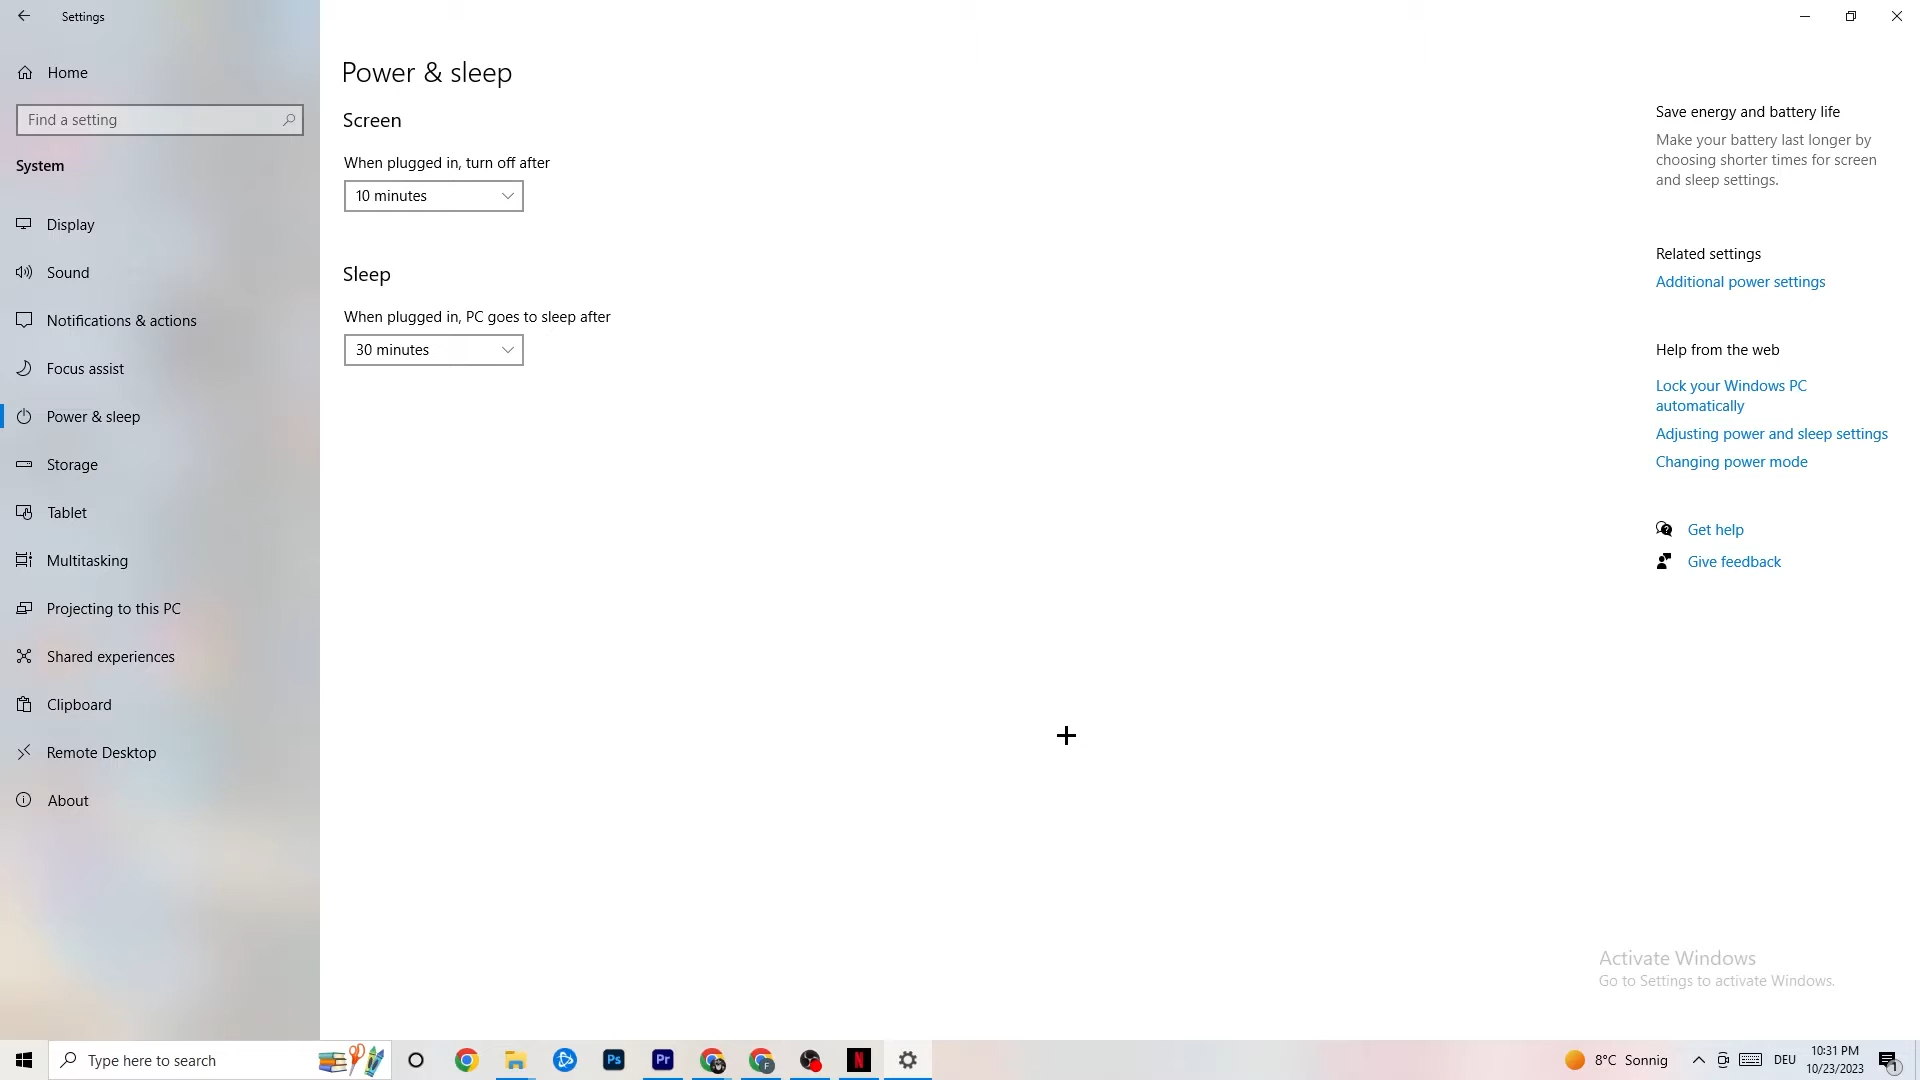 Settings
Home
Find a setting
System
Display
Sound
Notifications & actions
Focus assist
Power & sleep
Storage
Tablet
Multitasking
Projecting to this PC
Shared experiences
Clipboard
Remote Desktop
About
Power & sleep
Screen
When plugged in, turn off after
10 minutes
Sleep
When plugged in, PC goes to sleep after
30 minutes
Save energy and battery life
Make your battery last longer by
choosing shorter times for screen
and sleep settings.
Related settings
Additional power settings
Help from the web
Lock your Windows PC
automatically
Adjusting power and sleep settings
Changing power mode
Get help
Give feedback
Activate Windows
Go to Settings to activate Windows.
Type here to search
Ps
Pr
F
N
8°C Sonnig
DEU
10:31 PM
10/23/2023
1